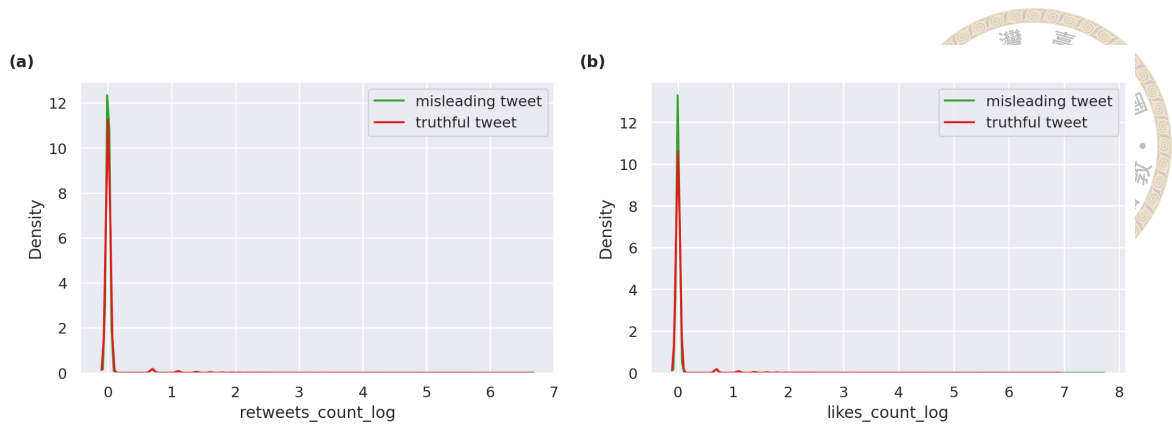 (a)
12
10
8
6
4
2
0
Density
misleading tweet
truthful tweet
0 1 2 3 4 5 6 7
retweets_count_log
(b)
12
10
8
6
4
2
0
Density
misleading tweet
truthful tweet
0 1 2 3 4 5 6 7 8
likes_count_log
灣
臺